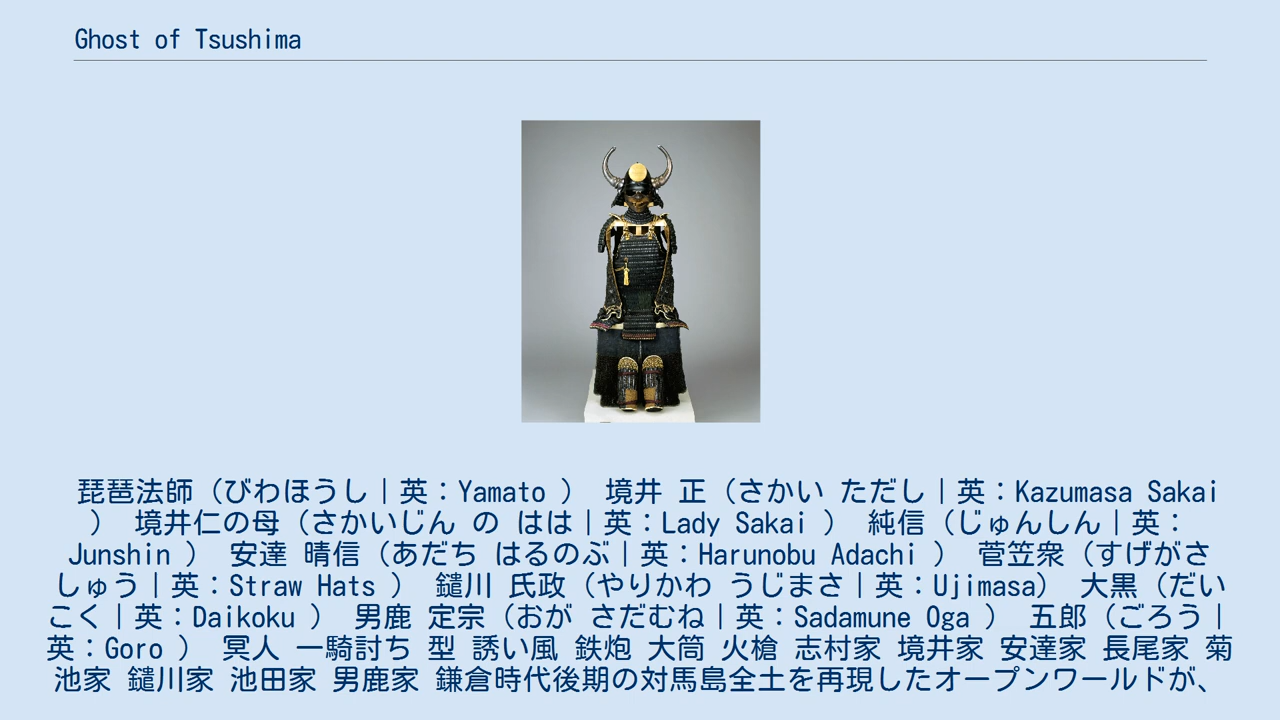 Ghost of Tsushima
琵琶法師（びわほうし｜英：Yamato ） 境井 正（さかい ただし｜英：Kazumasa Sakai
） 境井仁の母（さかいじん の はは｜英：Lady Sakai ） 純信（じゅんしん｜英：
Junshin ） 安達 晴信（あだち はるのぶ｜英：Harunobu Adachi ） 菅笠衆（すげがさ
しゅう｜英：Straw Hats ） 鑓川 氏政（やりかわ うじまさ｜英：Ujimasa） 大黒（だい
こく｜英：Daikoku ） 男鹿 定宗（おが さだむね｜英：Sadamune Oga ） 五郎（ごろう｜
英：Goro ） 冥人 一騎討ち 型 誘い風 鉄炮 大筒 火槍 志村家 境井家 安達家 長尾家 菊
池家 鑓川家 池田家 男鹿家 鎌倉時代後期の対馬島全土を再現したオープンワールドが、